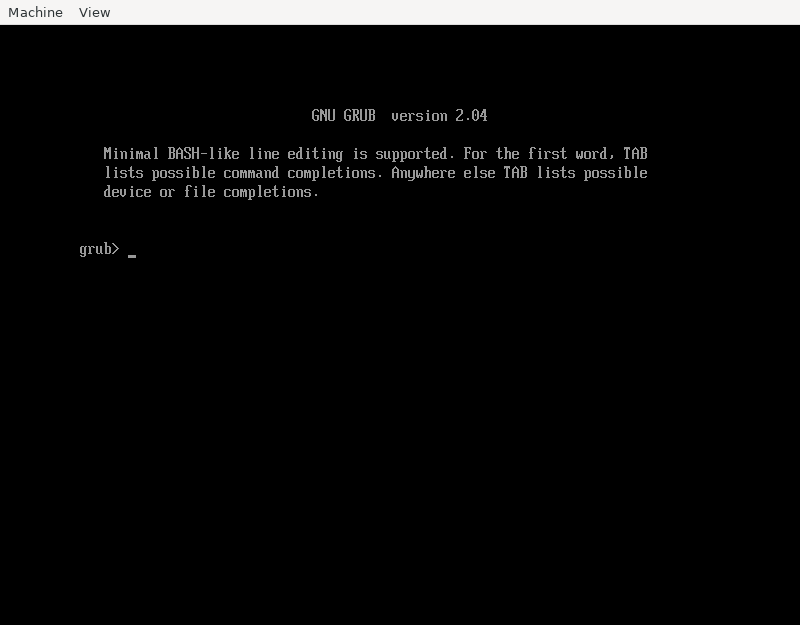 Machine View
GNU GRUB  version 2.04
Minimal BASH-like line editing is supported. For the first word, TAB
lists possible command completions. Anywhere else TAB lists possible
device or file completions.
grub> _